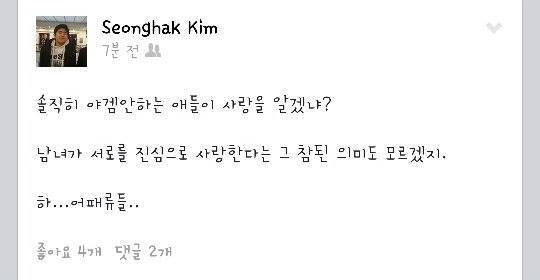 Seonghak Kim
7분 전
솔직히 야겜안하는 애들이 사랑을 알겠냐?
남녀가 서로를 진심으로 사랑한다는 그 참된 의미도 모르겠지.
하...어패류들..
좋아요 4개 댓글 2개